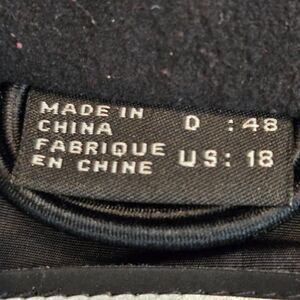 MADE IN
CHINA
FABRIQUE
EN CHINE
D :48
US: 18